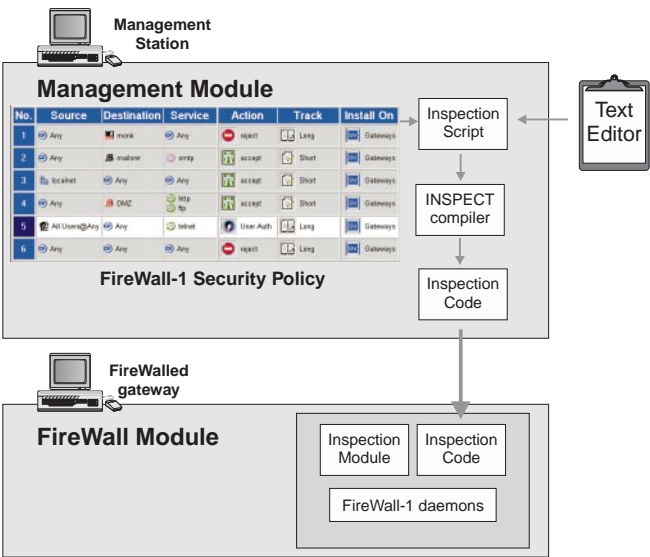 Management
Station
Management Module
No. Source Destination Service Action Track Install On
1 Any monk Any reject Long Gateways
2 Any mailsrvr smtp accept Short Gateways
3 localnet Any Any accept Short Gateways
4 Any DMZ http ftp accept Short Gateways
5 All Users@Any Any telnet User Auth Long Gateways
6 Any Any Any reject Long Gateways
FireWall-1 Security Policy
Inspection
Script
INSPECT
compiler
Inspection
Code
Text
Editor
FireWalled
gateway
FireWall Module
Inspection
Module
Inspection
Code
FireWall-1 daemons